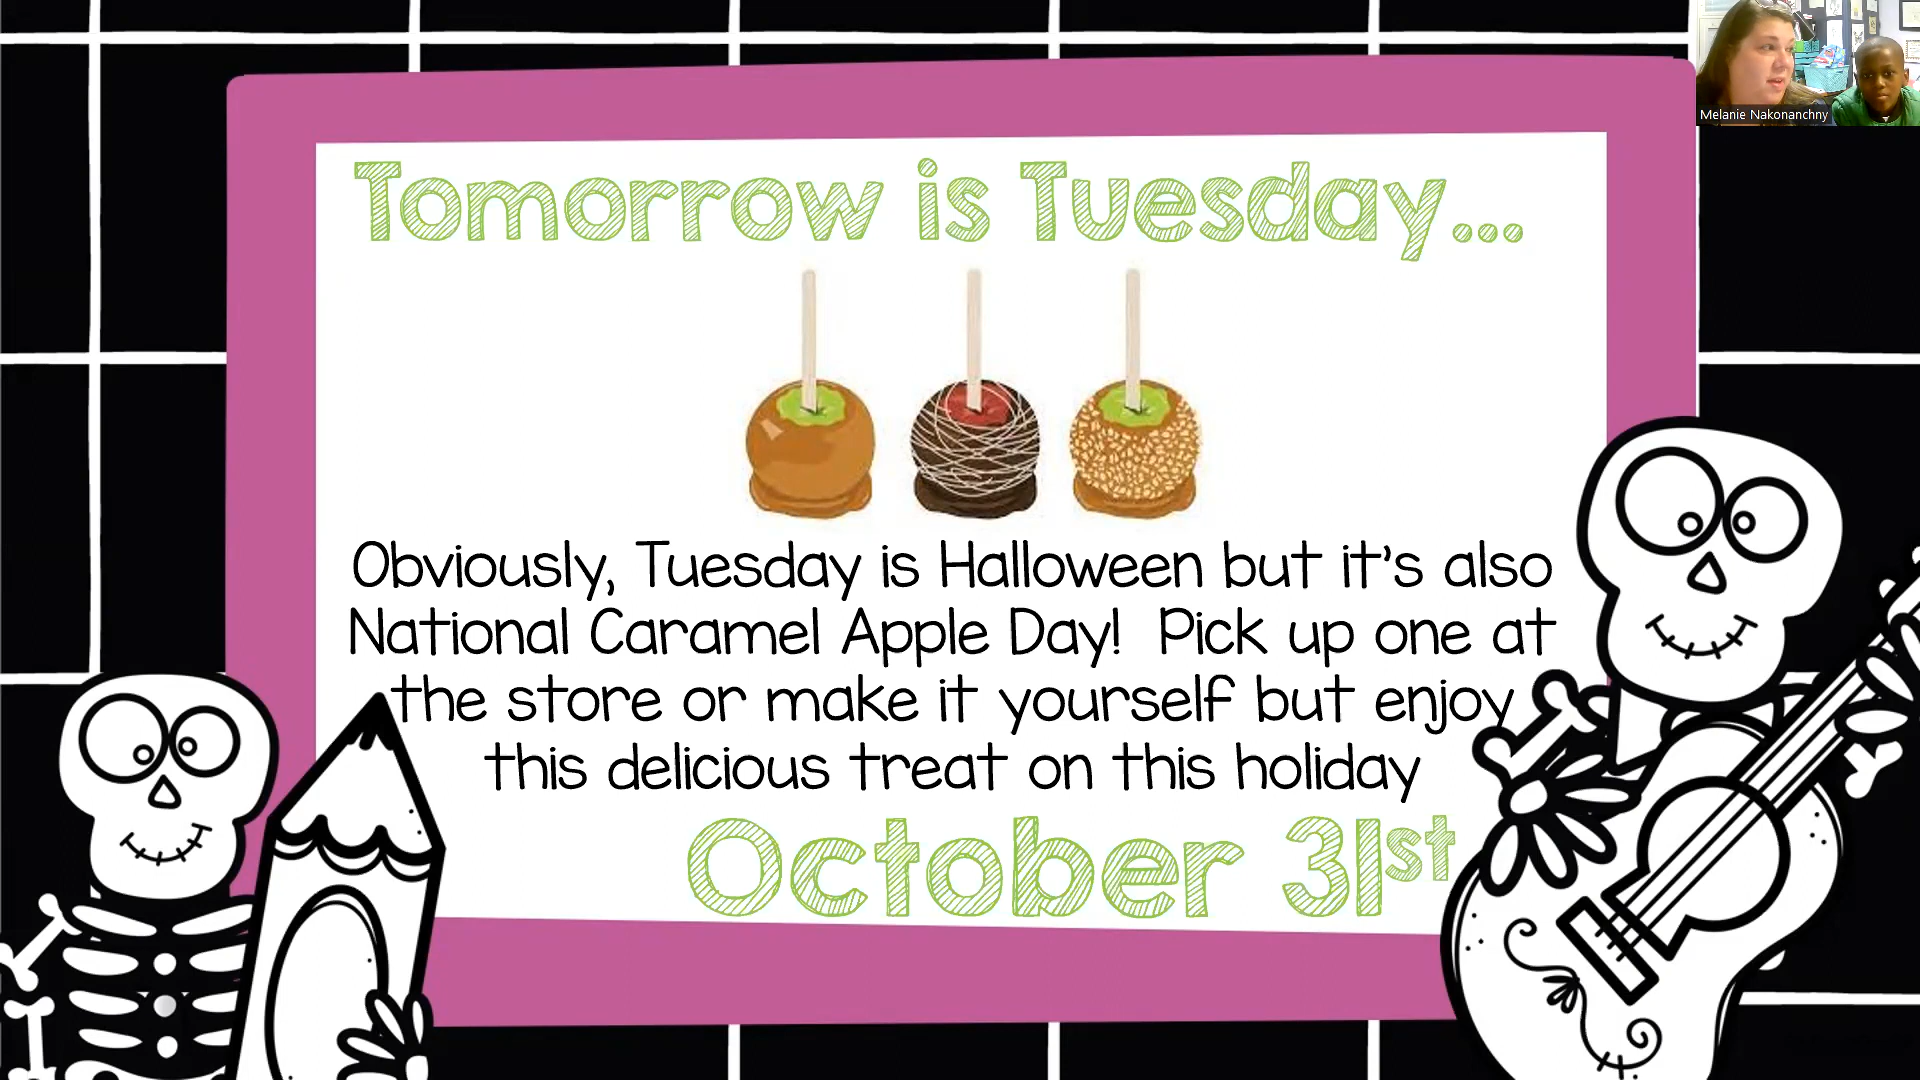 Tomorrow is Tuesday...
Obviously, Tuesday is Halloween but it's also
National Caramel Apple Day!  Pick up one at
the store or make it yourself but enjoy
this delicious treat on this holiday
October 31st
Melanie Nakonanchny